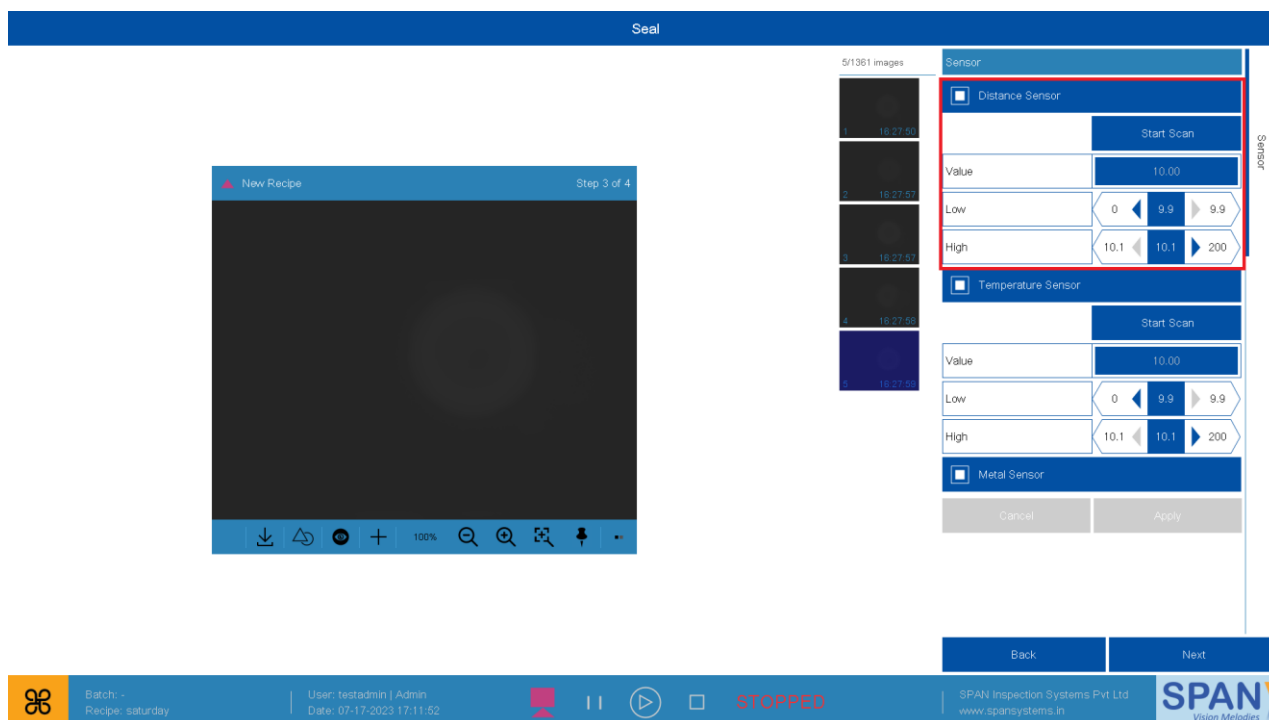 Seal
5/1361 images
1 16:27:50
2 16:27:57
3 16:27:57
4 16:27:58
5 16:27:59
New Recipe Step 3 of 4
100%
Sensor
Distance Sensor
Start Scan
Value 10.00
Low 0 9.9 9.9
High 10.1 10.1 200
Temperature Sensor
Start Scan
Value 10.00
Low 0 9.9 9.9
High 10.1 10.1 200
Metal Sensor
Cancel Apply
Sensor
Back Next
Batch: -
Recipe: saturday
User: testadmin | Admin
Date: 07-17-2023 17:11:52
STOPPED
SPAN Inspection Systems Pvt Ltd
www.spansystems.in
SPAN
Vision Melodies